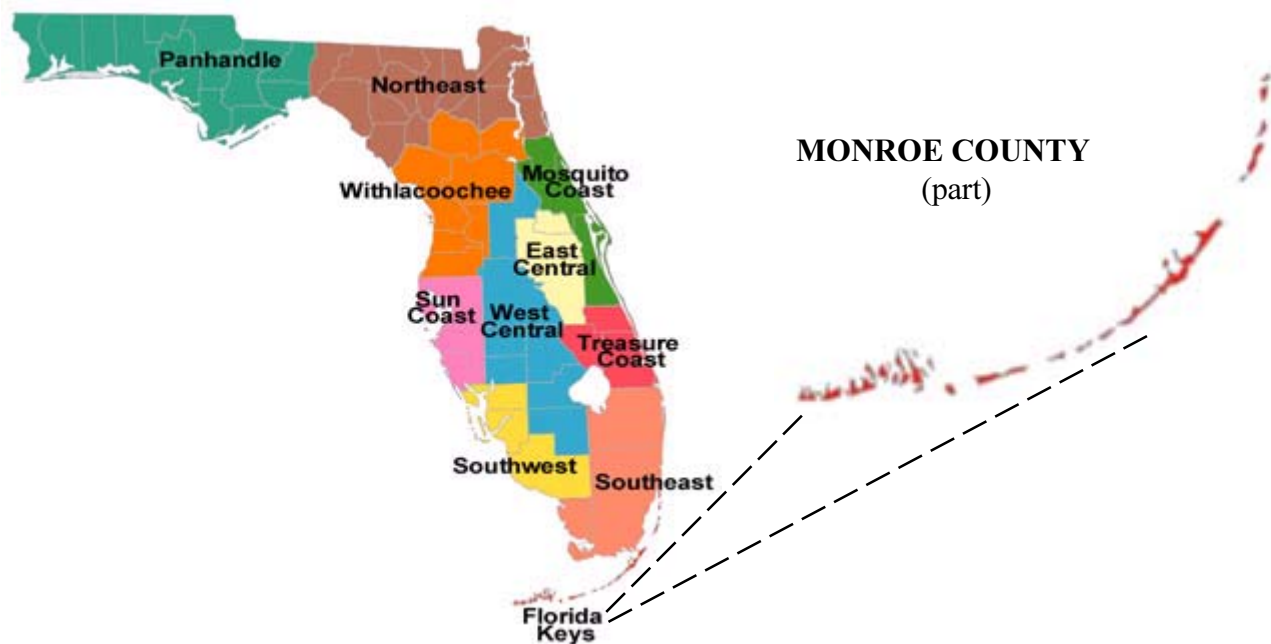 Panhandle
Northeast
MONROE COUNTY
(part)
Mosquito
Coast
Withlacoochee
East
Central
Sun
Coast
West
Central
Treasure
Coast
Southwest
Southeast
Florida
Keys